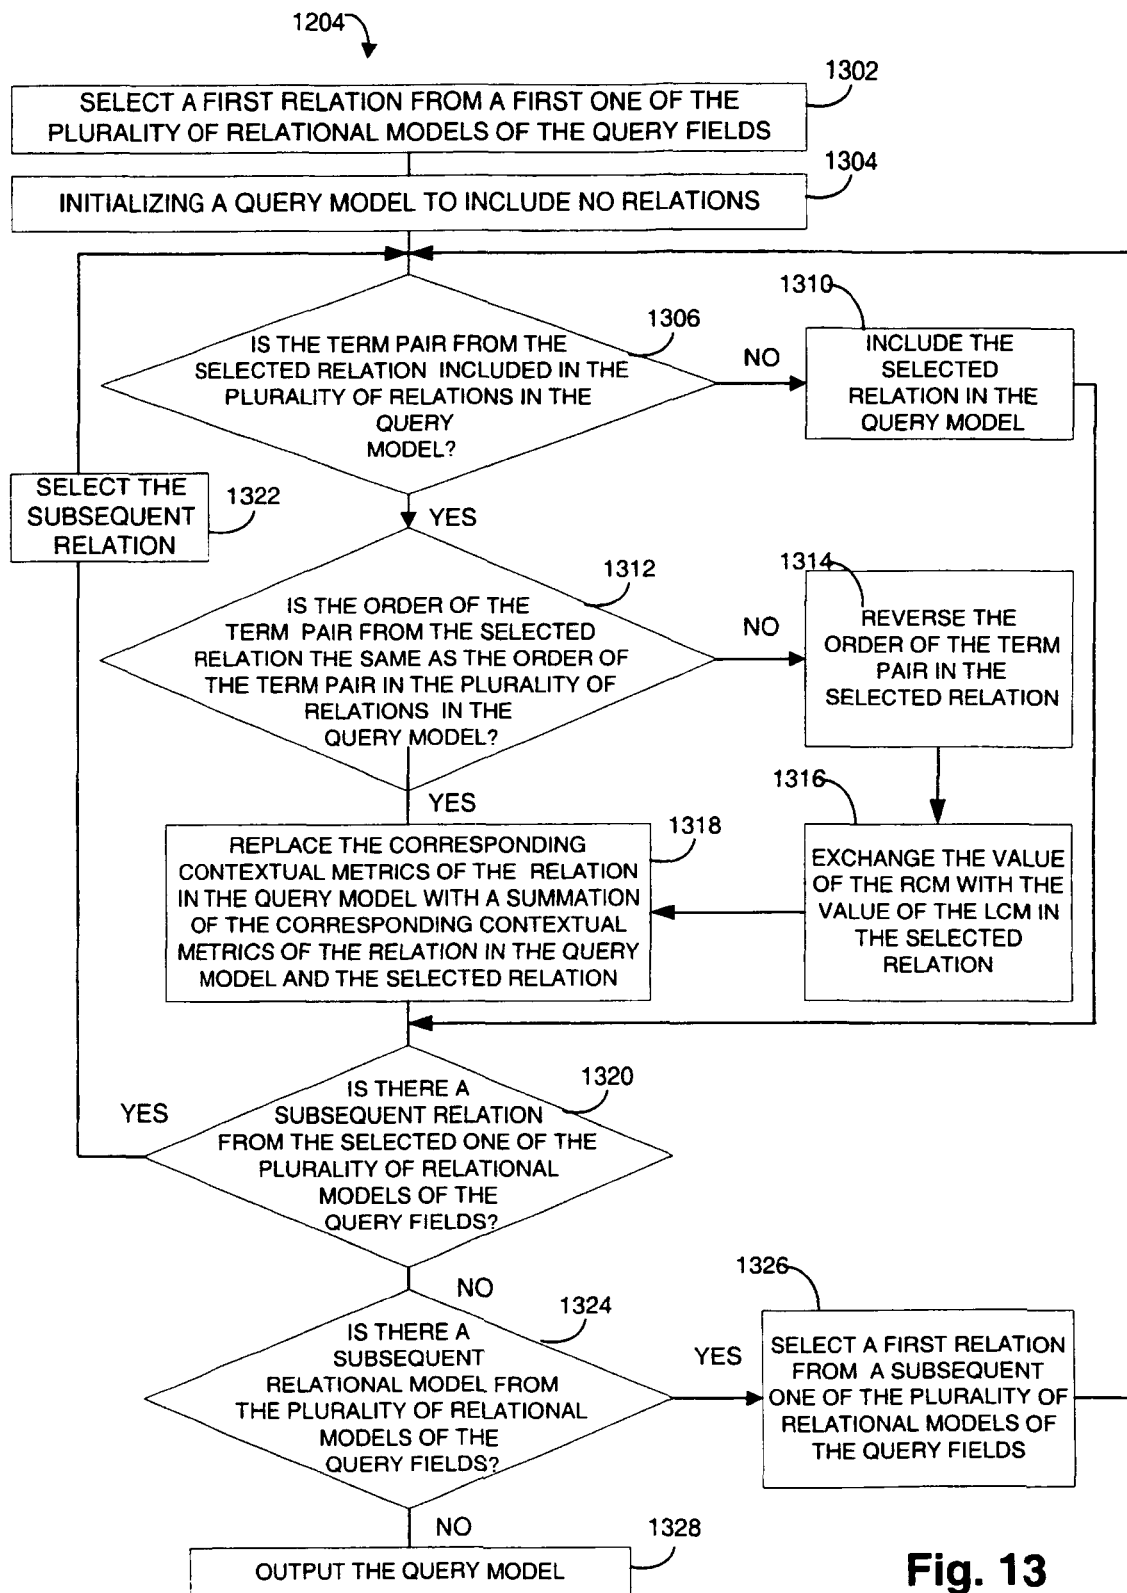 1204
1302
SELECT A FIRST RELATION FROM A FIRST ONE OF THE
PLURALITY OF RELATIONAL MODELS OF THE QUERY FIELDS
1304
INITIALIZING A QUERY MODEL TO INCLUDE NO RELATIONS
1306
IS THE TERM PAIR FROM THE
SELECTED RELATION INCLUDED IN THE
PLURALITY OF RELATIONS IN THE
QUERY
MODEL?
NO
1310
INCLUDE THE
SELECTED
RELATION IN THE
QUERY MODEL
SELECT THE
SUBSEQUENT
RELATION
1322
YES
1312
IS THE ORDER OF THE
TERM PAIR FROM THE SELECTED
RELATION THE SAME AS THE ORDER OF
THE TERM PAIR IN THE PLURALITY OF
RELATIONS IN THE
QUERY MODEL?
NO
1314
REVERSE THE
ORDER OF THE TERM
PAIR IN THE
SELECTED RELATION
YES
1316
EXCHANGE THE VALUE
OF THE RCM WITH THE
VALUE OF THE LCM IN
THE SELECTED
RELATION
1318
REPLACE THE CORRESPONDING
CONTEXTUAL METRICS OF THE RELATION
IN THE QUERY MODEL WITH A SUMMATION
OF THE CORRESPONDING CONTEXTUAL
METRICS OF THE RELATION IN THE QUERY
MODEL AND THE SELECTED RELATION
1320
IS THERE A
SUBSEQUENT RELATION
FROM THE SELECTED ONE OF THE
PLURALITY OF RELATIONAL
MODELS OF THE
QUERY FIELDS?
YES
NO
1324
IS THERE A
SUBSEQUENT
RELATIONAL MODEL FROM
THE PLURALITY OF RELATIONAL
MODELS OF THE
QUERY FIELDS?
YES
1326
SELECT A FIRST RELATION
FROM A SUBSEQUENT
ONE OF THE PLURALITY OF
RELATIONAL MODELS OF
THE QUERY FIELDS
NO
1328
OUTPUT THE QUERY MODEL
Fig. 13